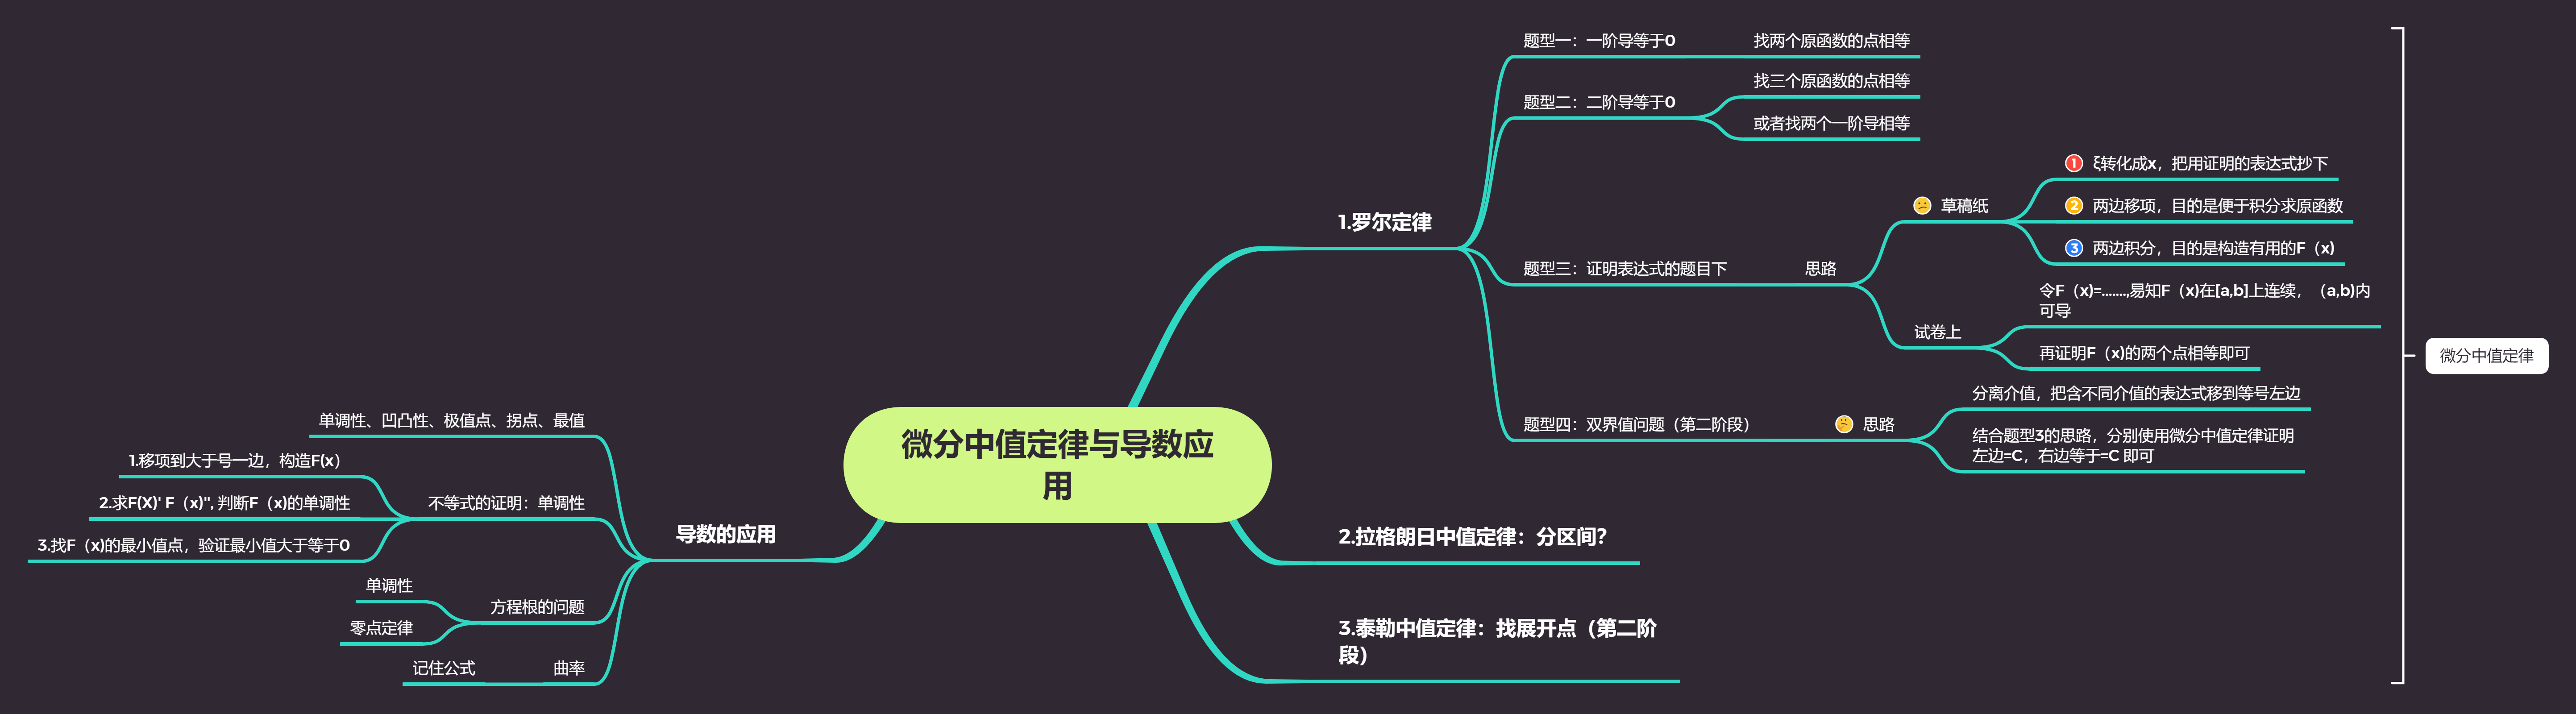 微分中值定律与导数应
用
1.罗尔定律
题型一：一阶导等于0
找两个原函数的点相等
题型二：二阶导等于0
找三个原函数的点相等
或者找两个一阶导相等
题型三：证明表达式的题目下
思路
草稿纸
1 ξ转化成x，把用证明的表达式抄下
2 两边移项，目的是便于积分求原函数
3 两边积分，目的是构造有用的F（x)
试卷上
令F（x)=.......,易知F（x)在[a,b]上连续，（a,b)内
可导
再证明F（x)的两个点相等即可
题型四：双界值问题（第二阶段）
思路
分离介值，把含不同介值的表达式移到等号左边
结合题型3的思路，分别使用微分中值定律证明
左边=C，右边等于=C 即可
2.拉格朗日中值定律：分区间？
3.泰勒中值定律：找展开点（第二阶
段）
微分中值定律
导数的应用
单调性、凹凸性、极值点、拐点、最值
不等式的证明：单调性
1.移项到大于号一边，构造F(x）
2.求F(X)' F（x)'', 判断F（x)的单调性
3.找F（x)的最小值点，验证最小值大于等于0
方程根的问题
单调性
零点定律
曲率
记住公式